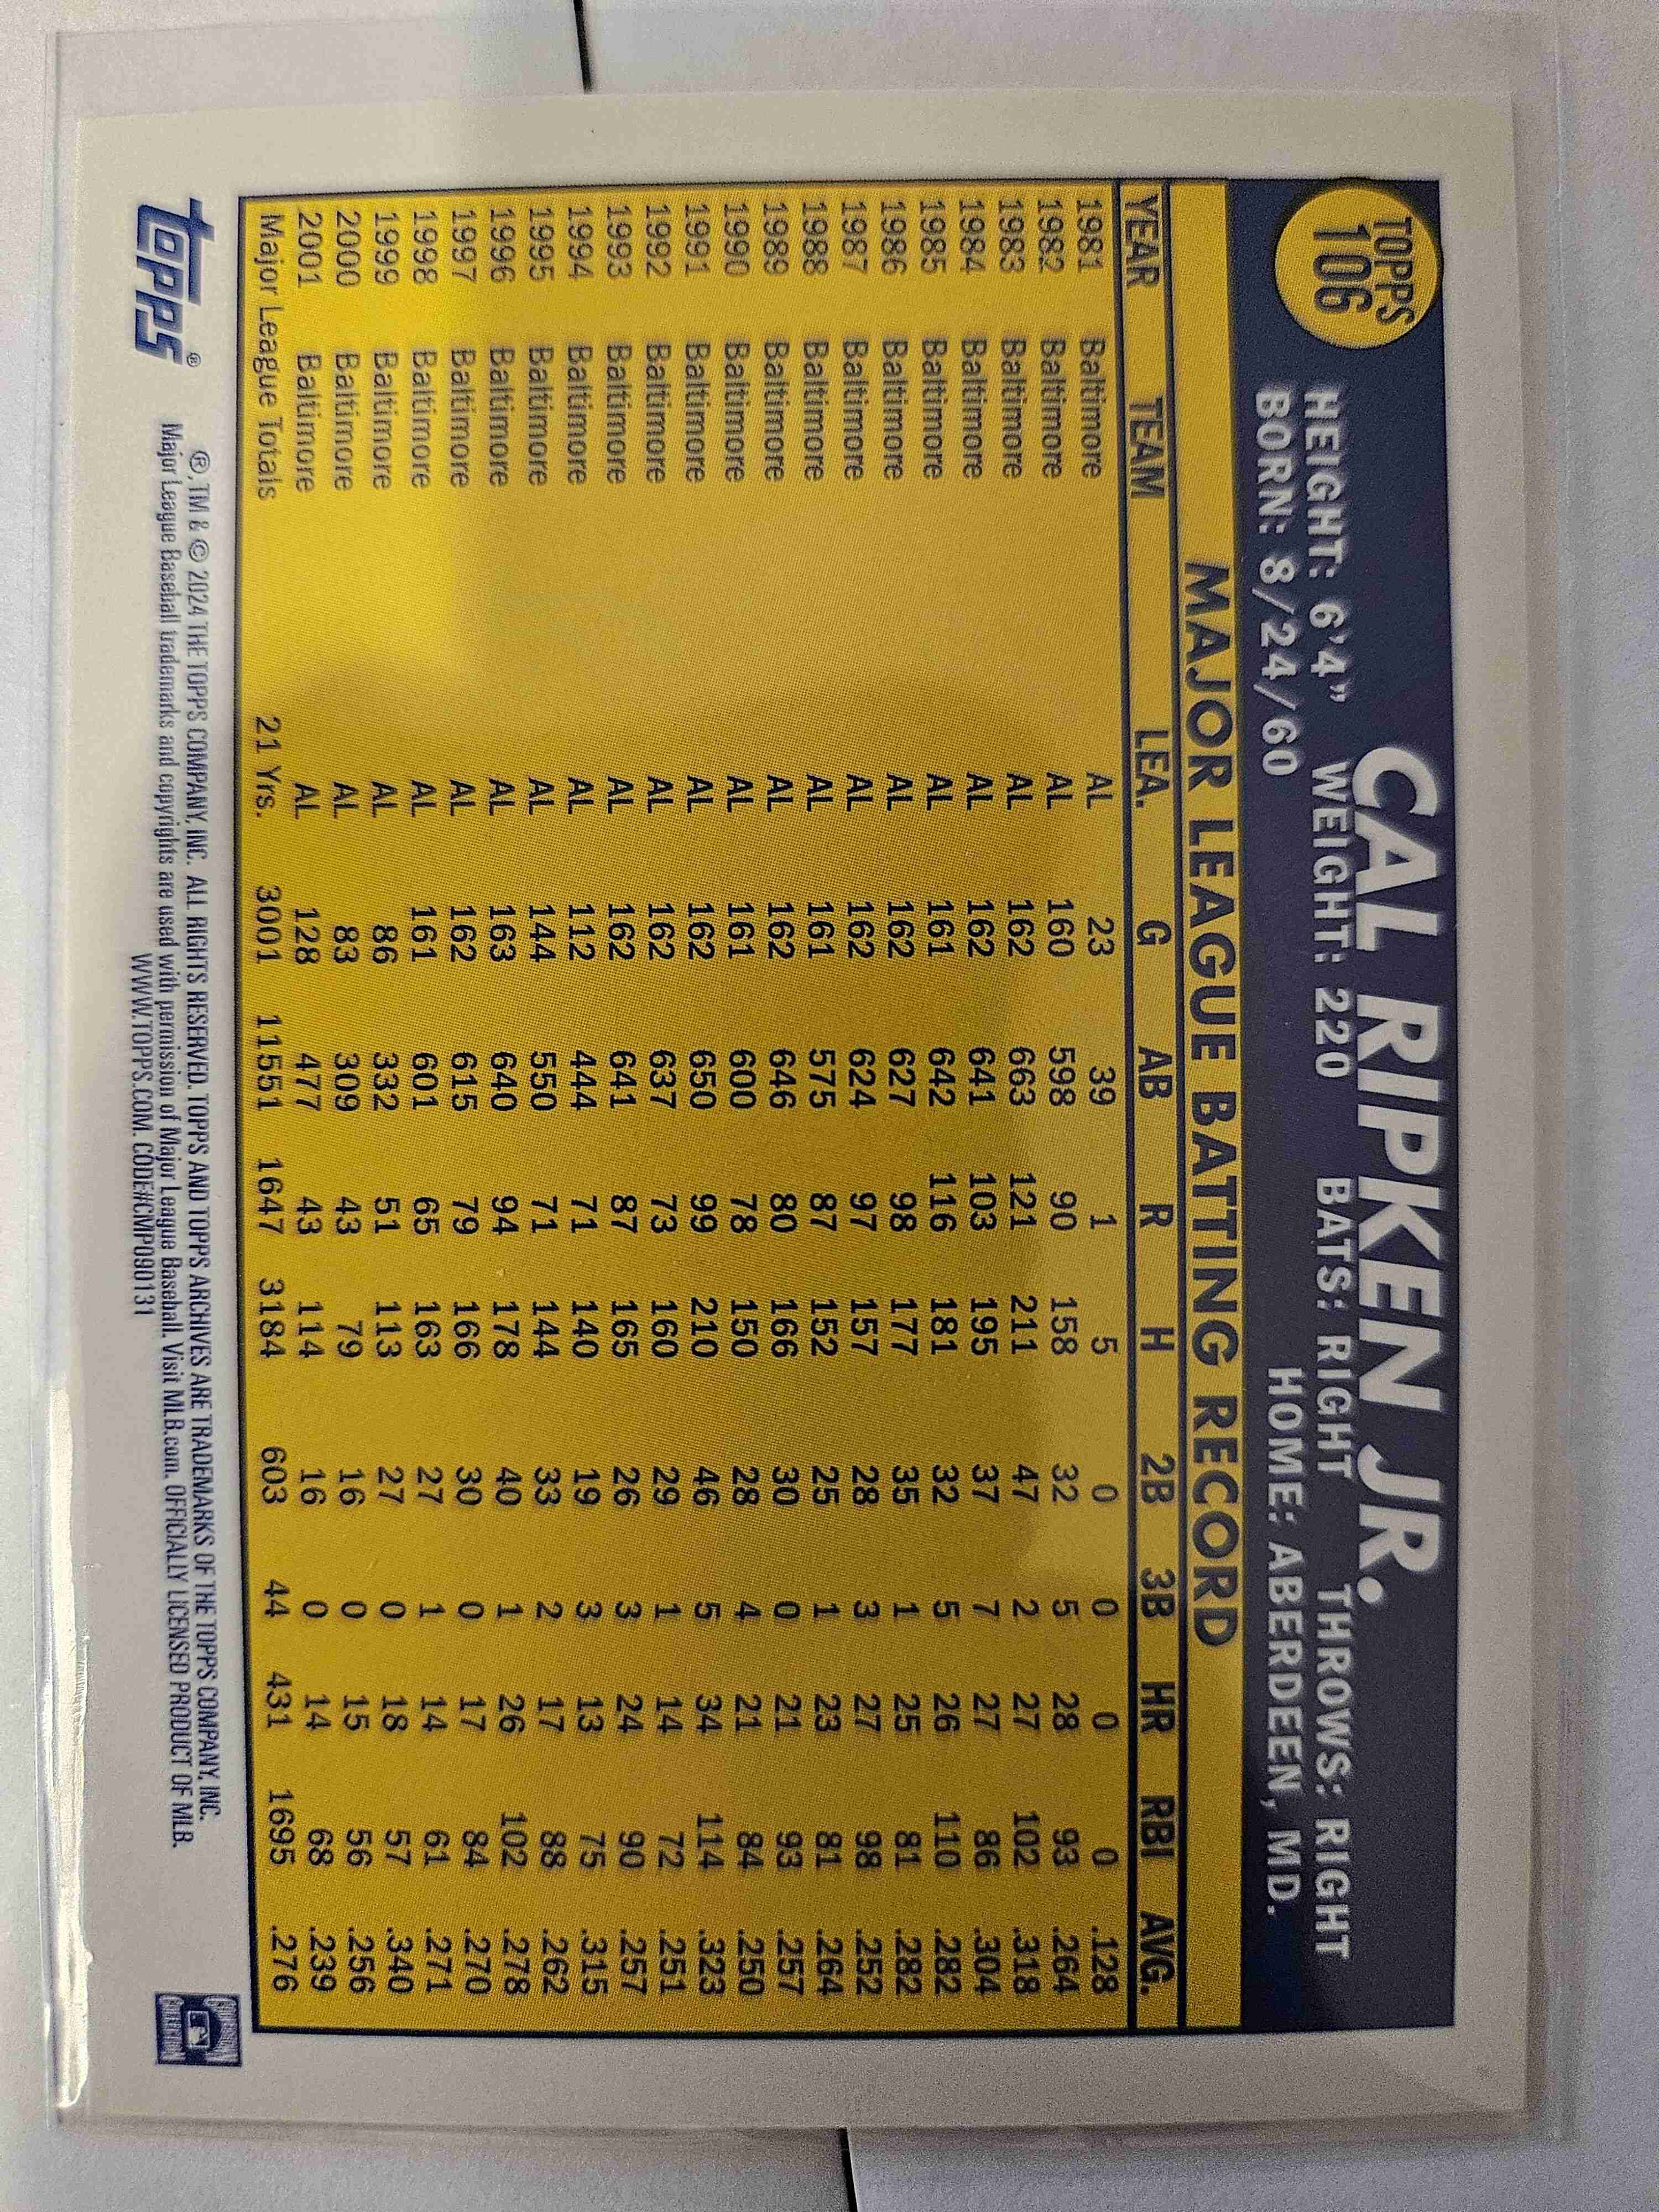 TOPPS
106
CAL RIPKEN JR.
HEIGHT: 6'4" WEIGHT: 220 BATS: RIGHT THROWS: RIGHT
BORN: 8/24/60 HOME: ABERDEEN, MD.
MAJOR LEAGUE BATTING RECORD
YEAR TEAM LEA. G AB R H 2B 3B HR RBI AVG.
1981 Baltimore AL 23 39 1 5 0 0 0 0 .128
1982 Baltimore AL 160 598 90 158 32 5 28 93 .264
1983 Baltimore AL 162 663 121 211 47 2 27 102 .318
1984 Baltimore AL 162 641 103 195 37 7 27 86 .304
1985 Baltimore AL 161 642 116 181 32 5 26 110 .282
1986 Baltimore AL 162 627 98 177 35 1 25 81 .282
1987 Baltimore AL 162 624 97 157 28 3 27 98 .252
1988 Baltimore AL 161 575 87 152 25 1 23 81 .264
1989 Baltimore AL 162 646 80 166 30 0 21 93 .257
1990 Baltimore AL 161 600 78 150 28 4 21 84 .250
1991 Baltimore AL 162 650 99 210 46 5 34 114 .323
1992 Baltimore AL 162 637 73 160 29 1 14 72 .251
1993 Baltimore AL 162 641 87 165 26 3 24 90 .257
1994 Baltimore AL 112 444 71 140 19 3 13 75 .315
1995 Baltimore AL 144 550 71 144 33 2 17 88 .262
1996 Baltimore AL 163 640 94 178 40 1 26 102 .278
1997 Baltimore AL 162 615 79 166 30 0 17 84 .270
1998 Baltimore AL 161 601 65 163 27 1 14 61 .271
1999 Baltimore AL 86 332 51 113 27 0 18 57 .340
2000 Baltimore AL 83 309 43 79 16 0 15 56 .256
2001 Baltimore AL 128 477 43 114 16 0 14 68 .239
Major League Totals 21 Yrs. 3001 11551 1647 3184 603 44 431 1695 .276
topps®
®, TM & © 2024 THE TOPPS COMPANY, INC. ALL RIGHTS RESERVED. TOPPS AND TOPPS ARCHIVES ARE TRADEMARKS OF THE TOPPS COMPANY, INC.
Major League Baseball trademarks and copyrights are used with permission of Major League Baseball. Visit MLB.com. OFFICIALLY LICENSED PRODUCT OF MLB.
WWW.TOPPS.COM. CODE#CMP090131
COOPERSTOWN
COLLECTION